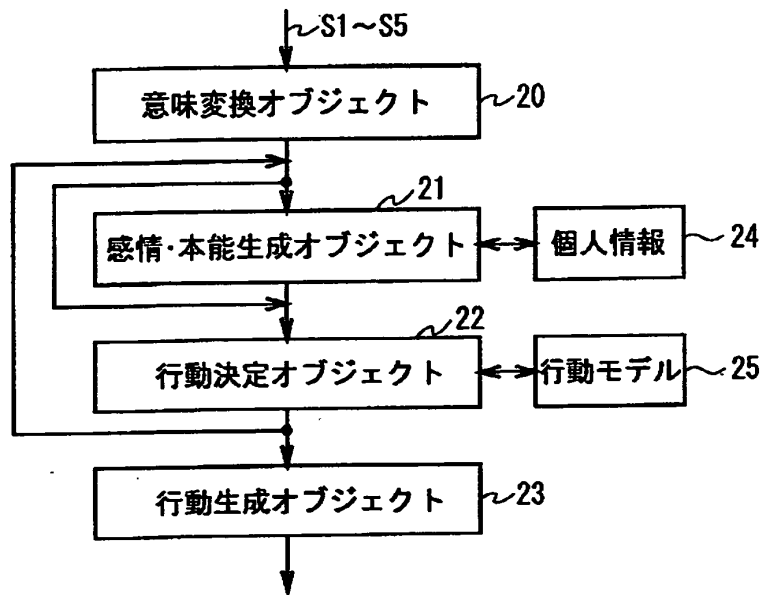 S1～S5
意味変換オブジェクト
20
21
感情・本能生成オブジェクト
個人情報
24
22
行動決定オブジェクト
行動モデル
25
行動生成オブジェクト
23